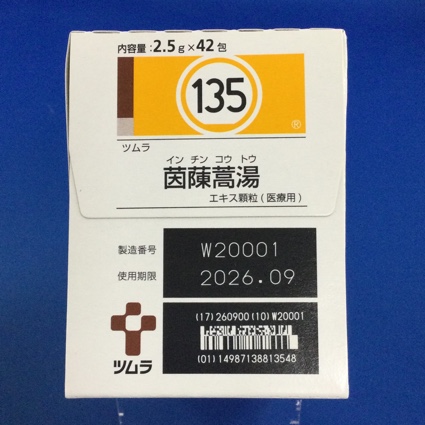 内容量:2.5g×42包
135
®
ツムラ
インチンコウトウ
茵蔯蒿湯
エキス顆粒(医療用)
製造番号 W20001
使用期限 2026.09
(17)260900(10)W20001
(01)14987138813548
ツムラ